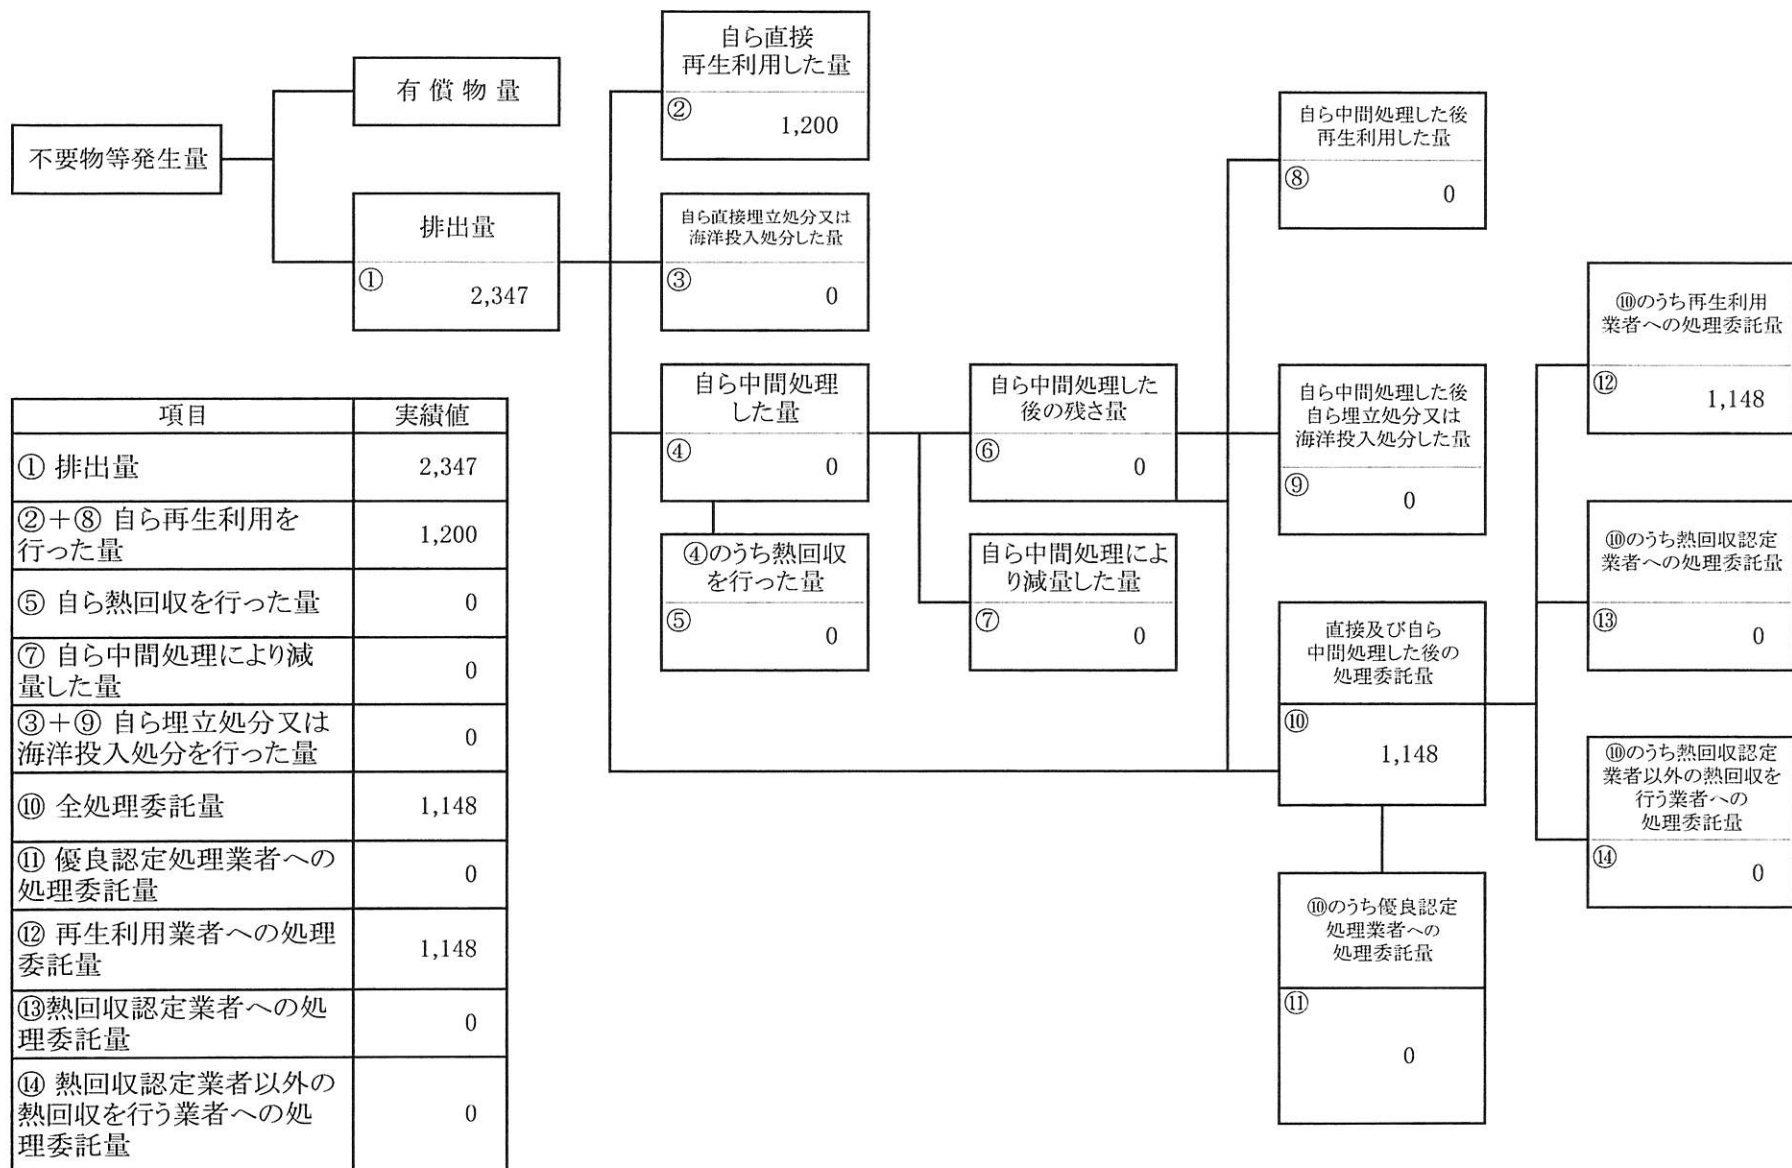 不要物等発生量
有 償 物 量
排出量
①
2,347
自ら直接
再生利用した量
②
1,200
自ら直接埋立処分又は
海洋投入処分した量
③
0
自ら中間処理
した量
④
0
④のうち熱回収
を行った量
⑤
0
自ら中間処理した
後の残さ量
⑥
0
自ら中間処理によ
り減量した量
⑦
0
自ら中間処理した後
再生利用した量
⑧
0
自ら中間処理した後
自ら埋立処分又は
海洋投入処分した量
⑨
0
直接及び自ら
中間処理した後の
処理委託量
⑩
1,148
⑩のうち優良認定
処理業者への
処理委託量
⑪
0
⑩のうち再生利用
業者への処理委託量
⑫
1,148
⑩のうち熱回収認定
業者への処理委託量
⑬
0
⑩のうち熱回収認定
業者以外の熱回収を
行う業者への
処理委託量
⑭
0
項目 実績値
① 排出量 2,347
②＋⑧ 自ら再生利用を
行った量 1,200
⑤ 自ら熱回収を行った量 0
⑦ 自ら中間処理により減
量した量 0
③＋⑨ 自ら埋立処分又は
海洋投入処分を行った量 0
⑩ 全処理委託量 1,148
⑪ 優良認定処理業者への
処理委託量 0
⑫ 再生利用業者への処理
委託量 1,148
⑬熱回収認定業者への処
理委託量 0
⑭ 熱回収認定業者以外の
熱回収を行う業者への処
理委託量 0